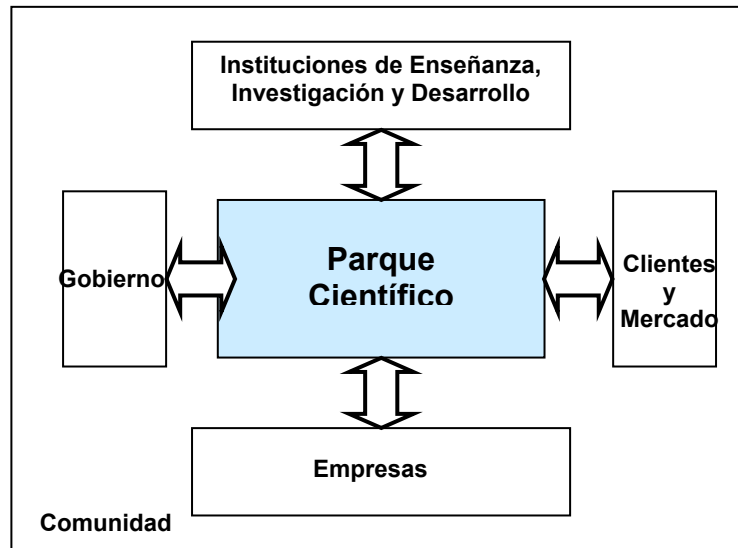 Instituciones de Enseñanza,
Investigación y Desarrollo
Gobierno
Parque
Científico
Clientes
y
Mercado
Empresas
Comunidad